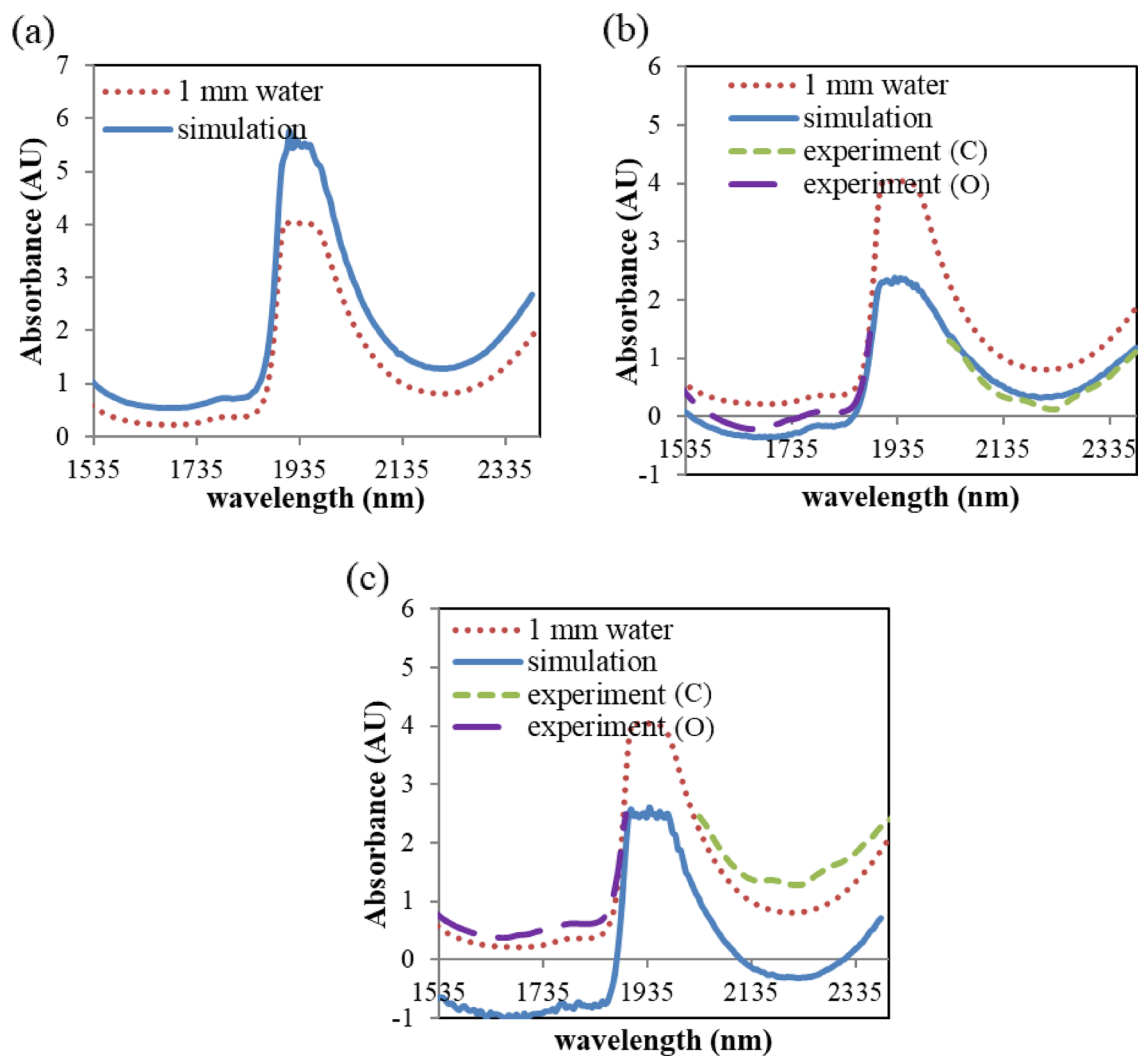 (a)
7
6
5
4
3
2
1
0
Absorbance (AU)
1 mm water
simulation
1535 1735 1935 2135 2335
wavelength (nm)
(b)
6
5
4
3
2
1
0
-1
Absorbance (AU)
1 mm water
simulation
experiment (C)
experiment (O)
1535 1735 1935 2135 2335
wavelength (nm)
(c)
6
5
4
3
2
1
0
-1
Absorbance (AU)
1 mm water
simulation
experiment (C)
experiment (O)
1535 1735 1935 2135 2335
wavelength (nm)